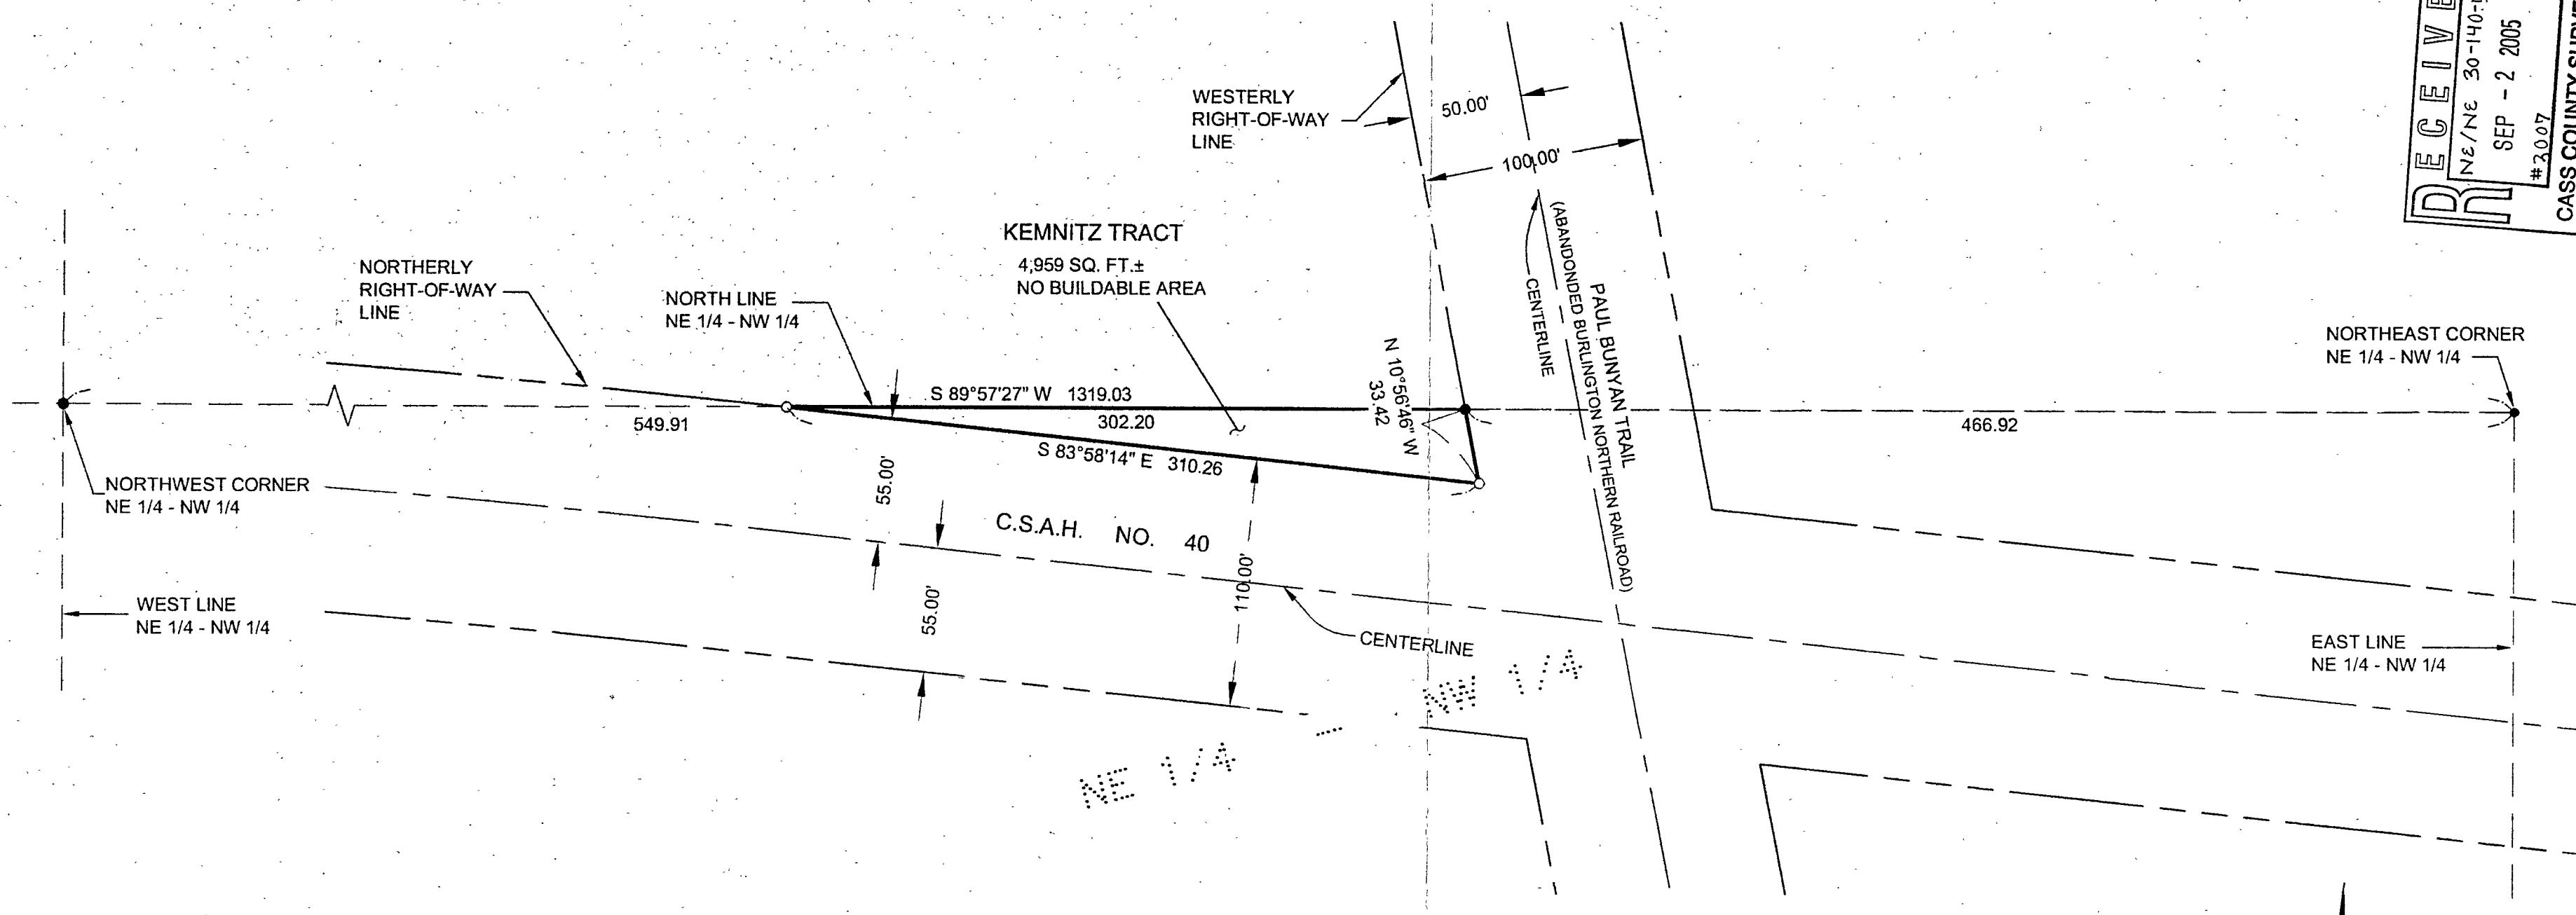 WESTERLY
RIGHT-OF-WAY
LINE
50.00'
100.00'
RECEIVE
NE/NE 30-140-
SEP - 2 2005
#2007
CASS COUNTY
KEMNITZ TRACT
4,959 SQ. FT.±
NO BUILDABLE AREA
NORTHERLY
RIGHT-OF-WAY
LINE
NORTH LINE
NE 1/4 - NW 1/4
PAUL BUNYAN TRAIL
(ABANDONED BURLINGTON NORTHERN RAILROAD)
CENTERLINE
NORTHEAST CORNER
NE 1/4 - NW 1/4
S 89°57'27" W 1319.03
N 10°56'46" W
33.42
549.91
302.20
466.92
S 83°58'14" E 310.26
NORTHWEST CORNER
NE 1/4 - NW 1/4
55.00'
C.S.A.H. NO. 40
110.00'
WEST LINE
NE 1/4 - NW 1/4
55.00'
CENTERLINE
EAST LINE
NE 1/4 - NW 1/4
NE 1/4 - NW 1/4